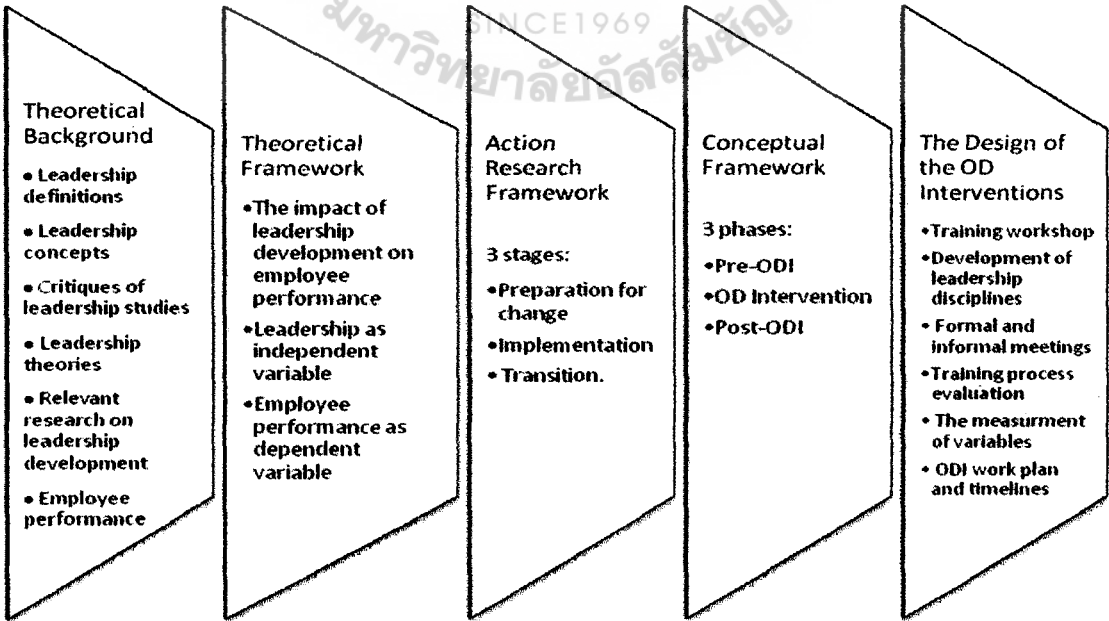 SINCE1969
มหาวิทยาลัยอัสสัมชัญ
Theoretical
Background
• Leadership
definitions
• Leadership
concepts
• Critiques of
leadership studies
• Leadership
theories
• Relevant
research on
leadership
development
• Employee
performance
Theoretical
Framework
•The impact of
leadership
development on
employee
performance
•Leadership as
independent
variable
•Employee
performance as
dependent
variable
Action
Research
Framework
3 stages:
•Preparation for
change
•Implementation
• Transition.
Conceptual
Framework
3 phases:
•Pre-ODI
•OD Intervention
•Post-ODI
The Design of
the OD
Interventions
•Training workshop
•Development of
leadership
disciplines
• Formal and
informal meetings
•Training process
evaluation
• The measurment
of variables
• ODI work plan
and timelines